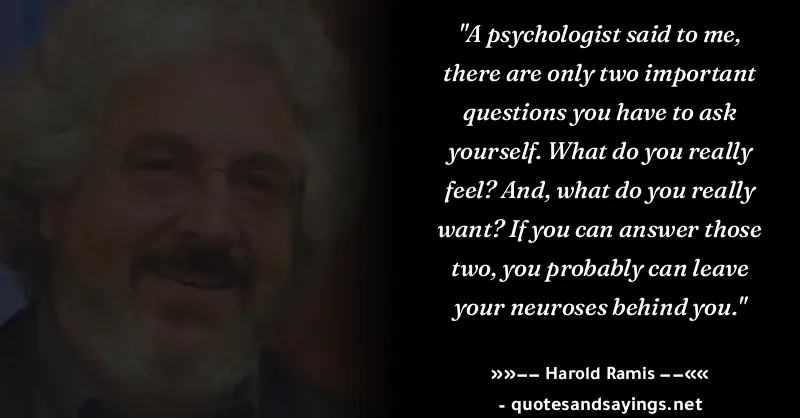 "A psychologist said to me,
there are only two important
questions you have to ask
yourself. What do you really
feel? And, what do you really
want? If you can answer those
two, you probably can leave
your neuroses behind you."
»»−− Harold Ramis −−««
- quotesandsayings.net